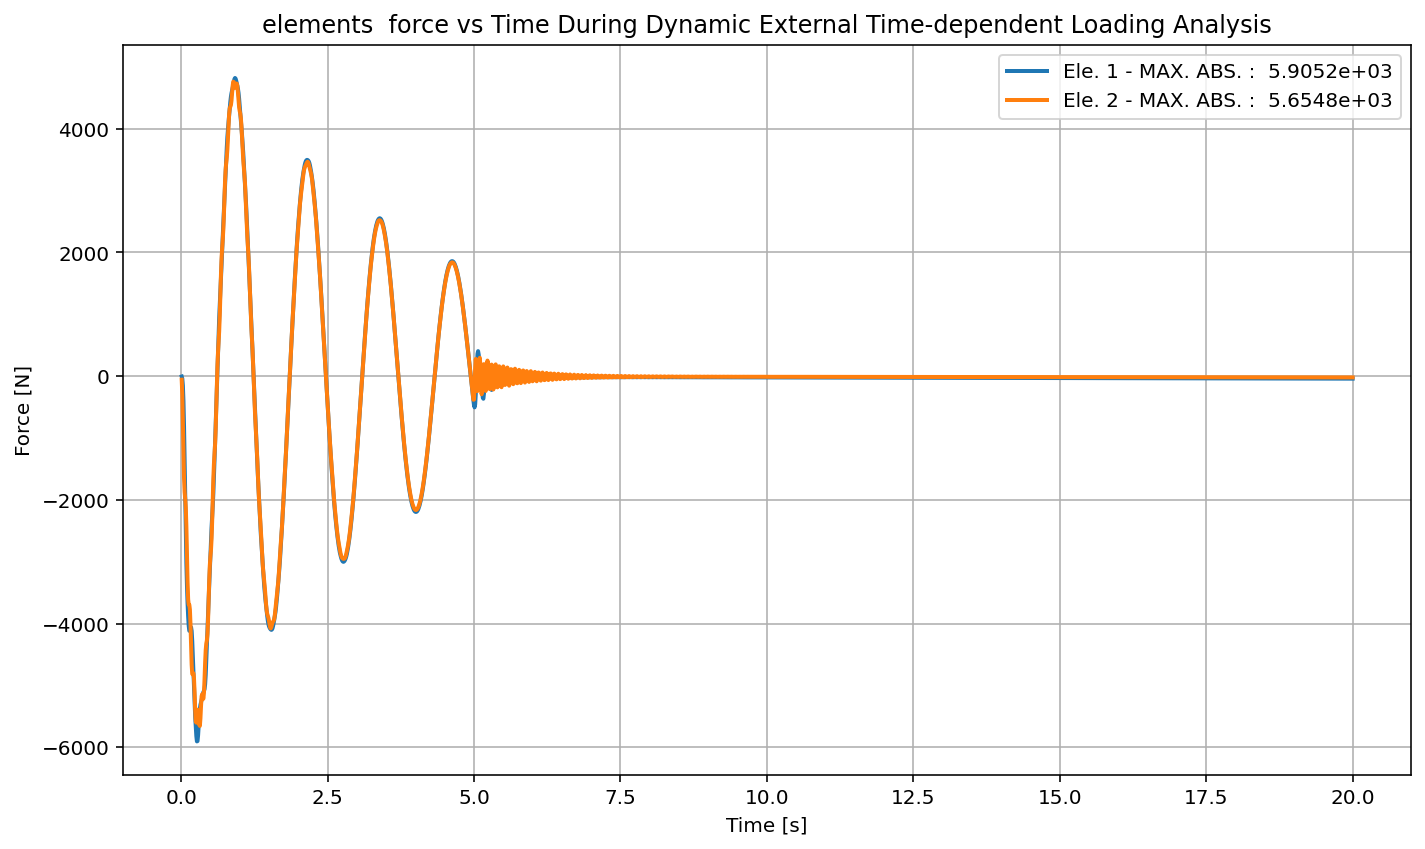 elements  force vs Time During Dynamic External Time-dependent Loading Analysis
Ele. 1 - MAX. ABS. :  5.9052e+03
Ele. 2 - MAX. ABS. :  5.6548e+03
4000
2000
0
−2000
−4000
−6000
Force [N]
0.0 2.5 5.0 7.5 10.0 12.5 15.0 17.5 20.0
Time [s]